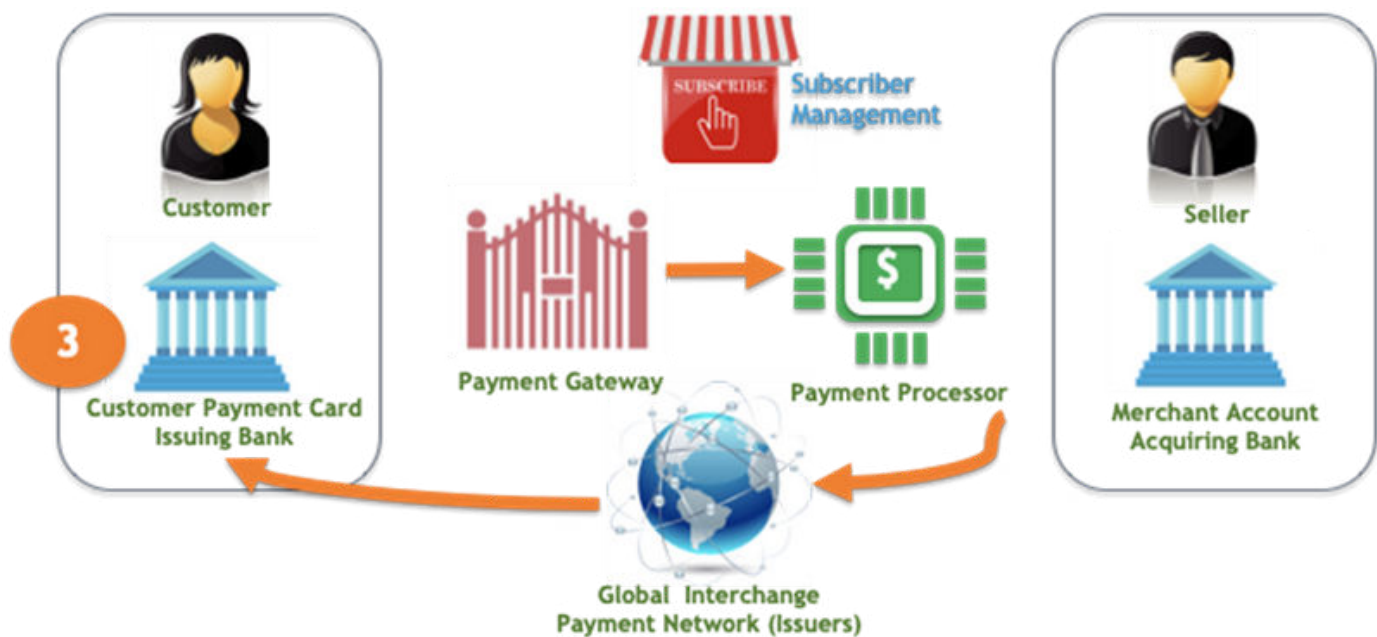 SUBSCRIBE
Subscriber
Management
Customer
Seller
$
3
Payment Gateway
Payment Processor
Customer Payment Card
Issuing Bank
Merchant Account
Acquiring Bank
Global Interchange
Payment Network (Issuers)